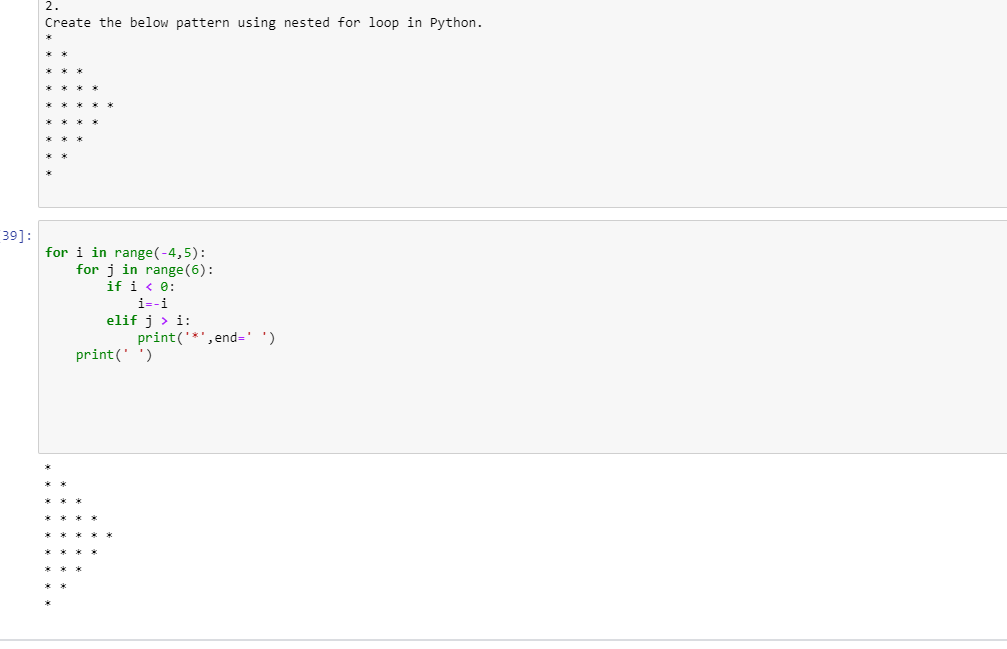 2.
Create the below pattern using nested for loop in Python.
*
* *
* * *
* * * *
* * * * *
* * * *
* * *
* *
*
39]:
for i in range(-4,5):
    for j in range(6):
        if i < 0:
            i=-i
        elif j > i:
            print('*',end=' ')
    print(' ')
*
* *
* * *
* * * *
* * * * *
* * * *
* * *
* *
*